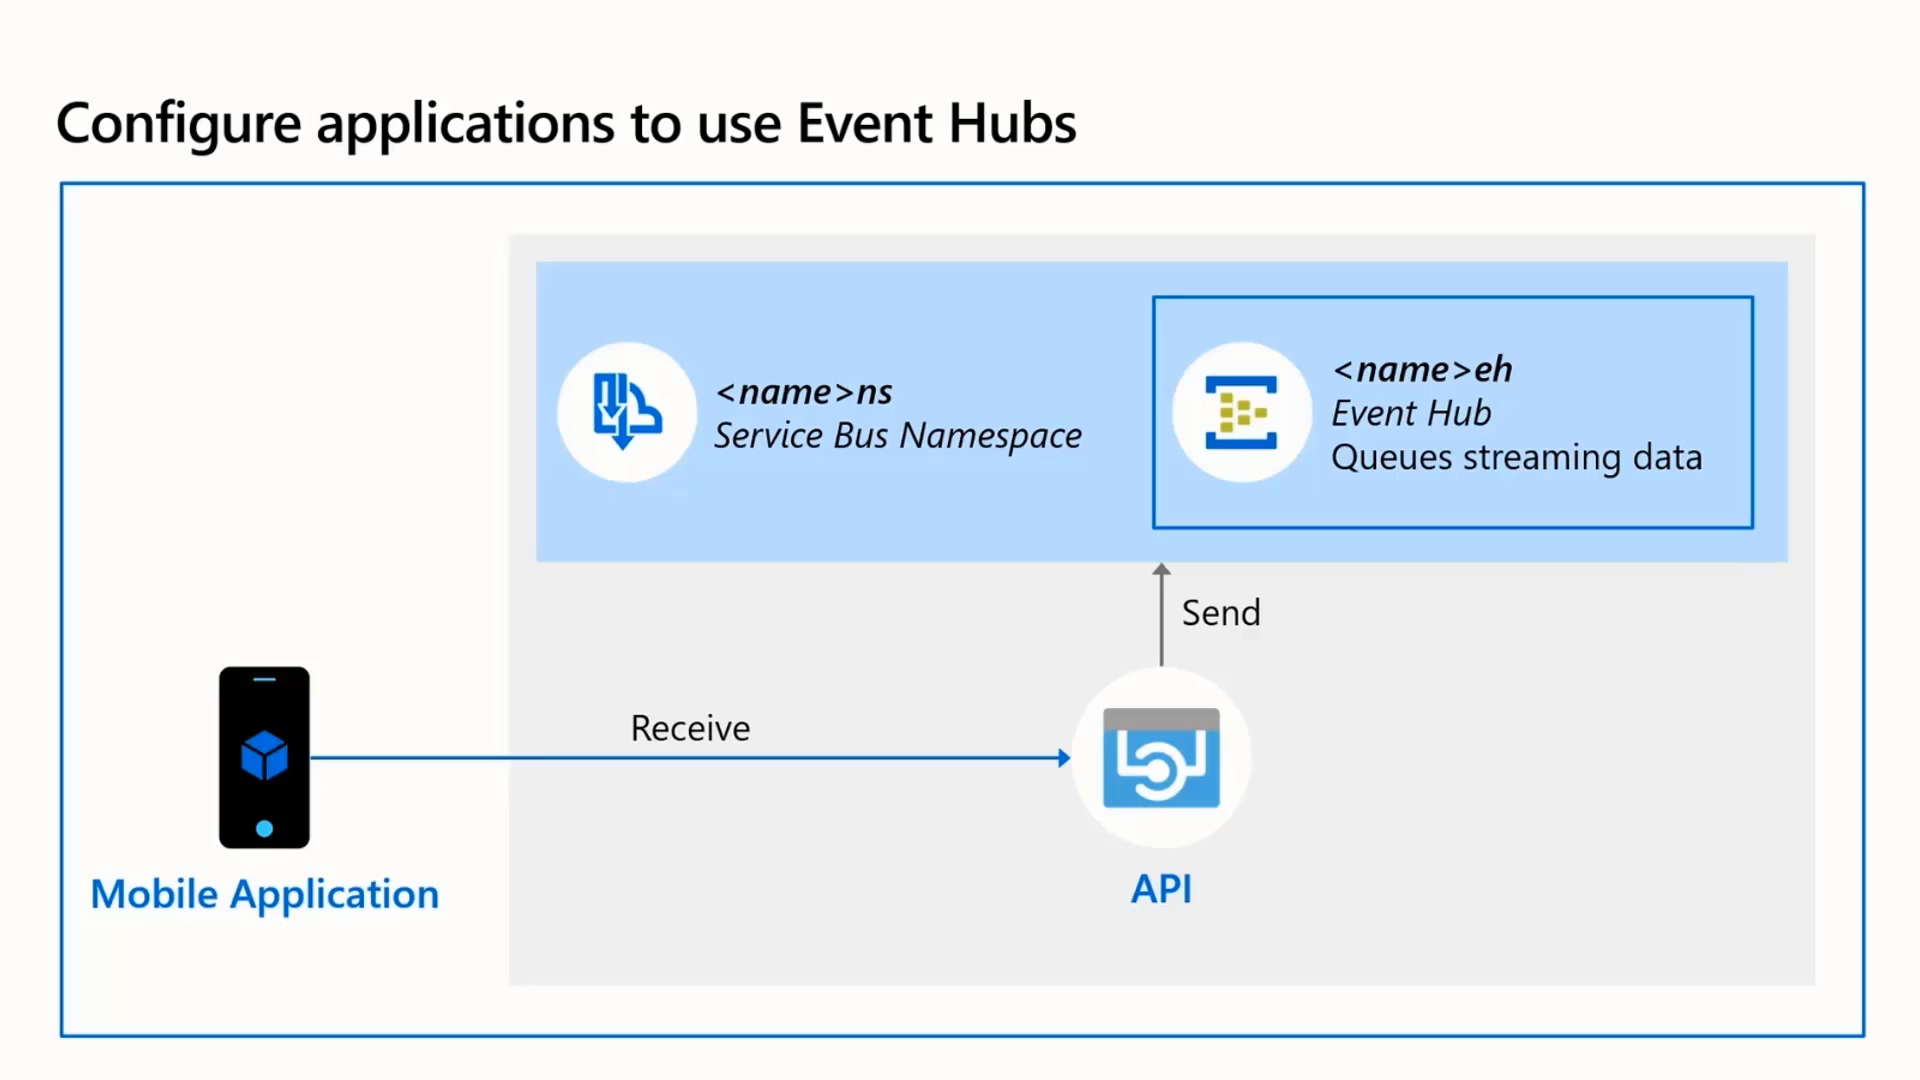 Configure applications to use Event Hubs
<name>ns
Service Bus Namespace
<name>eh
Event Hub
Queues streaming data
Send
Receive
Mobile Application
API